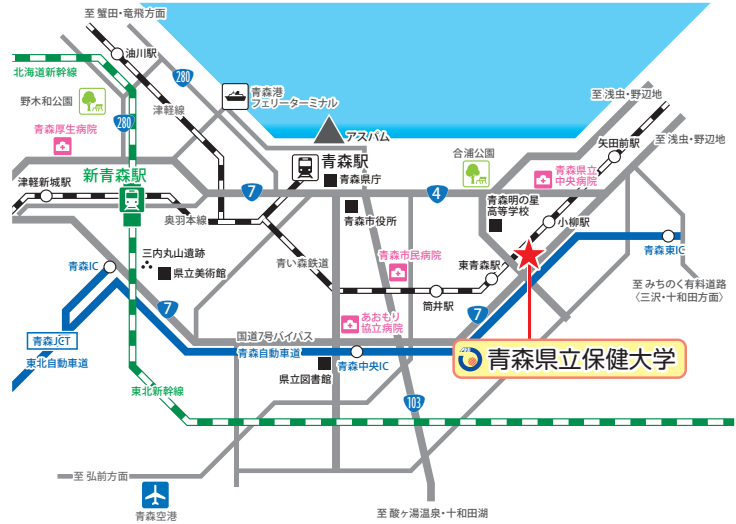 至 蟹田・竜飛方面
油川駅
北海道新幹線
280
津軽線
青森港
フェリーターミナル
野木和公園
280
青森厚生病院
アスパム
至 浅虫・野辺地
至 浅虫・野辺地
矢田前駅
合浦公園
青森駅
青森県庁
青森県立
中央病院
新青森駅
津軽新城駅
7
4
奥羽本線
青森市役所
青森明の星
高等学校
小柳駅
青い森鉄道
青森市民病院
東青森駅
青森東IC
三内丸山遺跡
県立美術館
青森IC
筒井駅
至 みちのく有料道路
〈三沢・十和田方面〉
7
7
あおもり
協立病院
国道7号バイパス
青森JCT
東北自動車道
青森自動車道
青森中央IC
県立図書館
青森県立保健大学
東北新幹線
103
至 弘前方面
青森空港
至 酸ヶ湯温泉・十和田湖